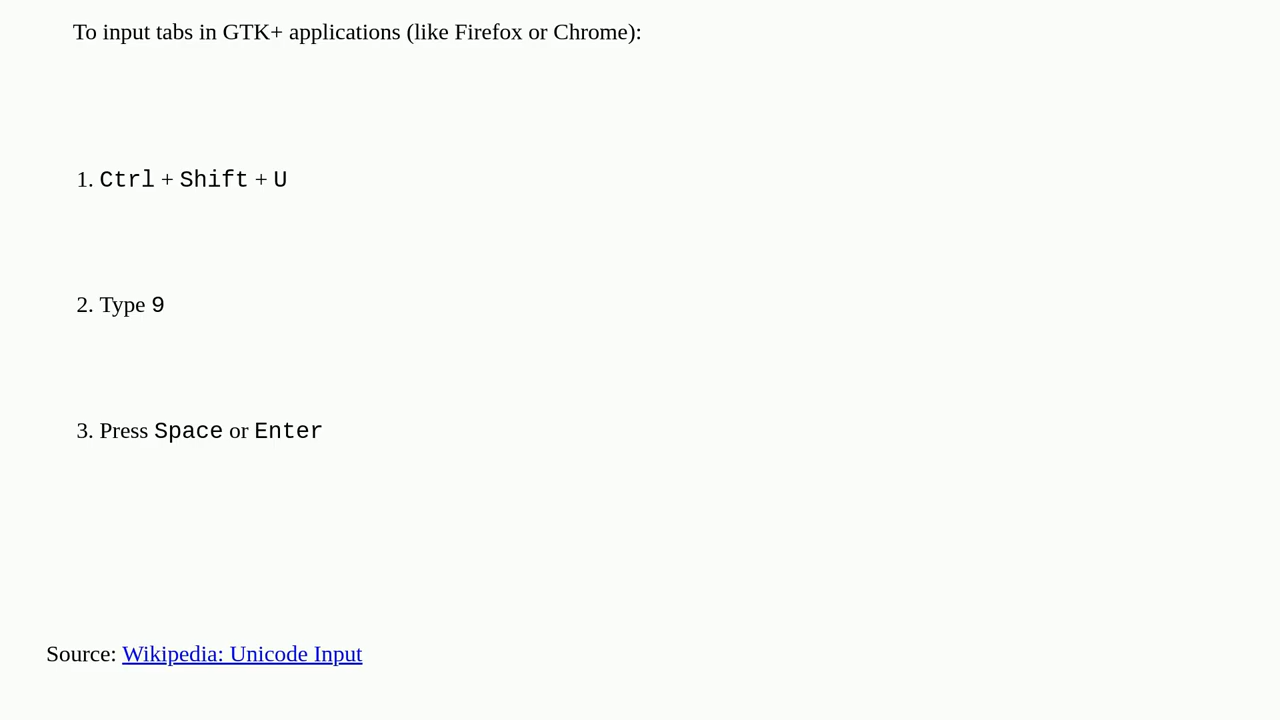 To input tabs in GTK+ applications (like Firefox or Chrome):
1. Ctrl + Shift + U
2. Type 9
3. Press Space or Enter
Source: Wikipedia: Unicode Input